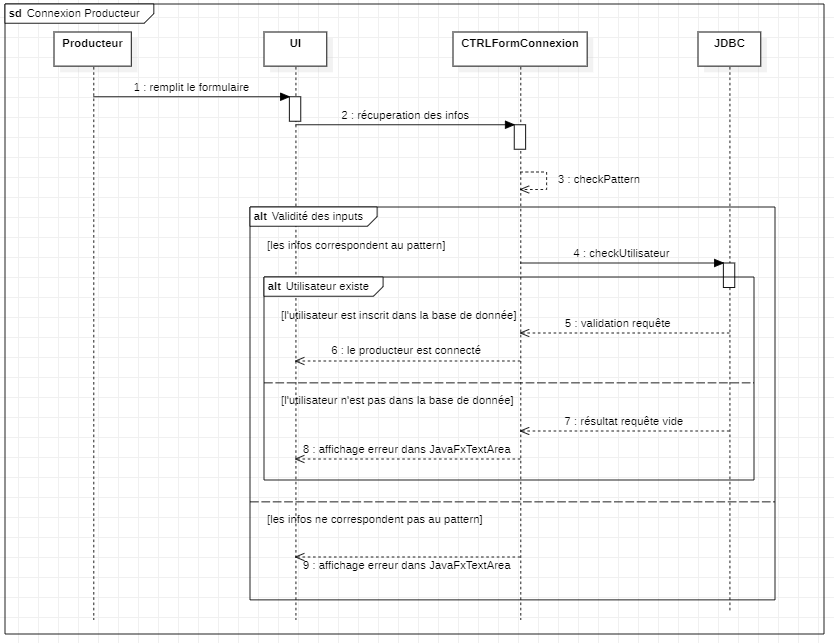 sd Connexion Producteur
Producteur
UI
CTRLFormConnexion
JDBC
1 : remplit le formulaire
2 : récuperation des infos
3 : checkPattern
alt Validité des inputs
[les infos correspondent au pattern]
4 : checkUtilisateur
alt Utilisateur existe
[l'utilisateur est inscrit dans la base de donnée]
5 : validation requête
6 : le producteur est connecté
[l'utilisateur n'est pas dans la base de donnée]
7 : résultat requête vide
8 : affichage erreur dans JavaFxTextArea
[les infos ne correspondent pas au pattern]
9 : affichage erreur dans JavaFxTextArea